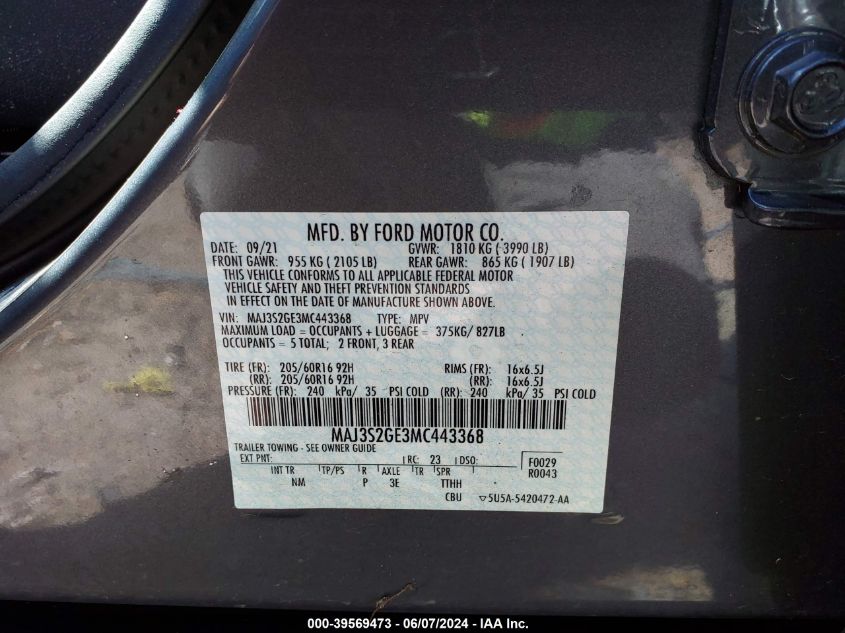 MFD. BY FORD MOTOR CO.
DATE: 09/21 GVWR: 1810 KG ( 3990 LB)
FRONT GAWR: 955 KG ( 2105 LB) REAR GAWR: 865 KG ( 1907 LB)
THIS VEHICLE CONFORMS TO ALL APPLICABLE FEDERAL MOTOR
VEHICLE SAFETY AND THEFT PREVENTION STANDARDS
IN EFFECT ON THE DATE OF MANUFACTURE SHOWN ABOVE.
VIN: MAJ3S2GE3MC443368 TYPE: MPV
MAXIMUM LOAD = OCCUPANTS + LUGGAGE = 375KG/ 827LB
OCCUPANTS = 5 TOTAL; 2 FRONT, 3 REAR
TIRE (FR): 205/60R16 92H RIMS (FR): 16x6.5J
(RR): 205/60R16 92H (RR): 16x6.5J
PRESSURE (FR): 240 kPa/ 35 PSI COLD (RR): 240 kPa/ 35 PSI COLD
MAJ3S2GE3MC443368
TRAILER TOWING - SEE OWNER GUIDE
EXT PNT: RC: 23 DSO: F0029
INT TR TP/PS R AXLE TR SPR R0043
NM P 3E TTHH
CBU ▽5U5A-5420472-AA
000-39569473 - 06/07/2024 - IAA Inc.